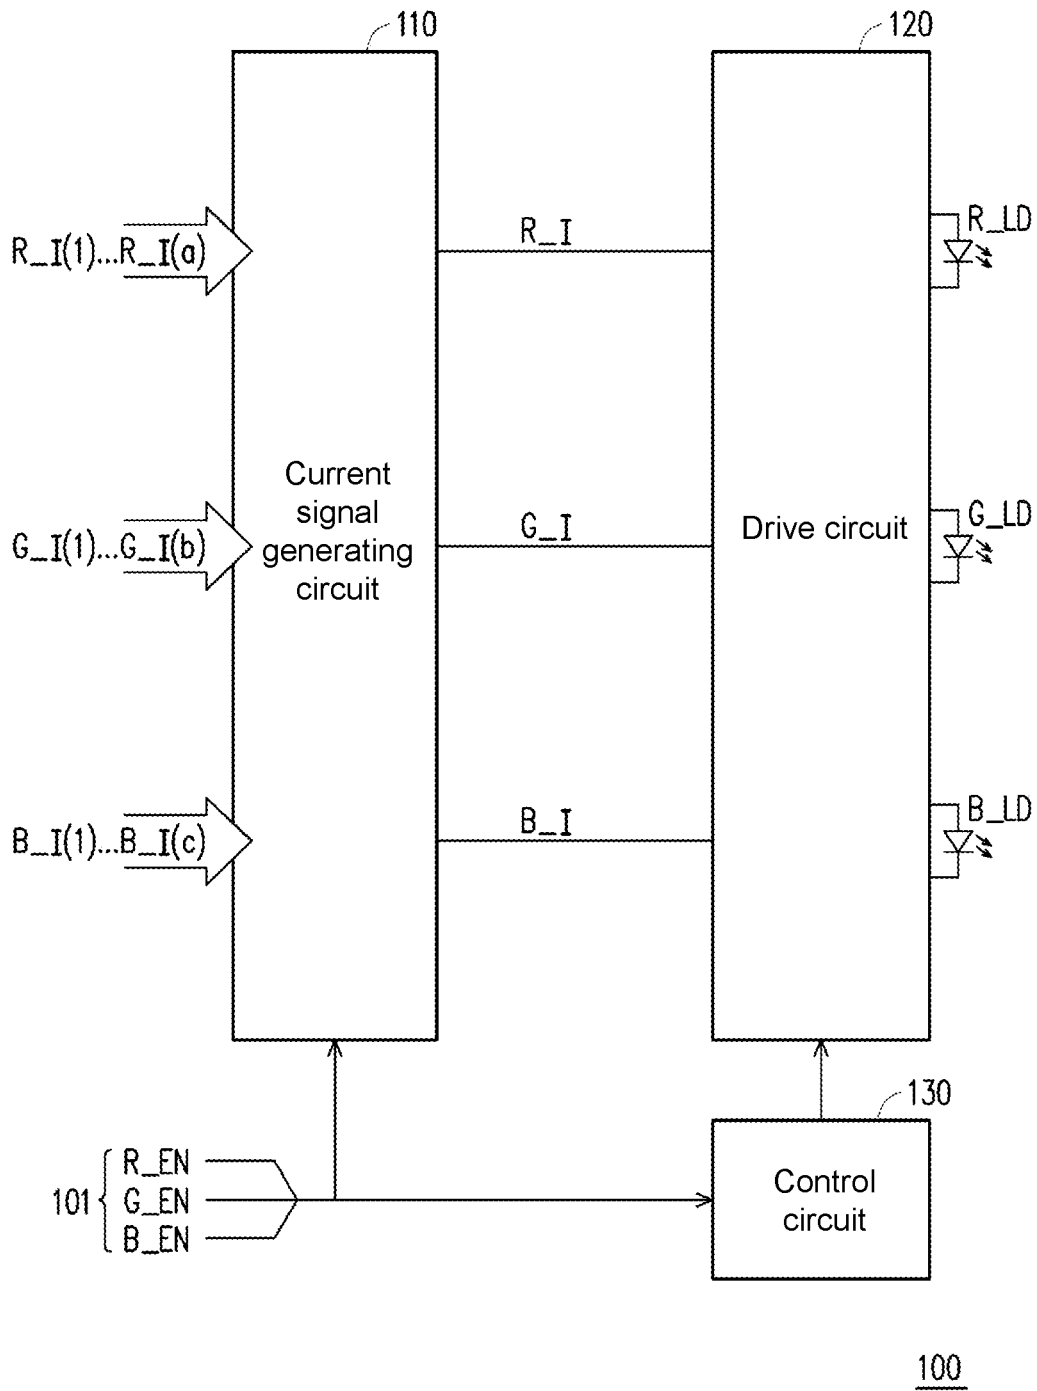 110
120
R_I(1)...R_I(a)
R_I
R_LD
Current
signal
generating
circuit
G_I(1)...G_I(b)
G_I
Drive circuit
G_LD
B_I(1)...B_I(c)
B_I
B_LD
130
101
R_EN
G_EN
B_EN
Control
circuit
100